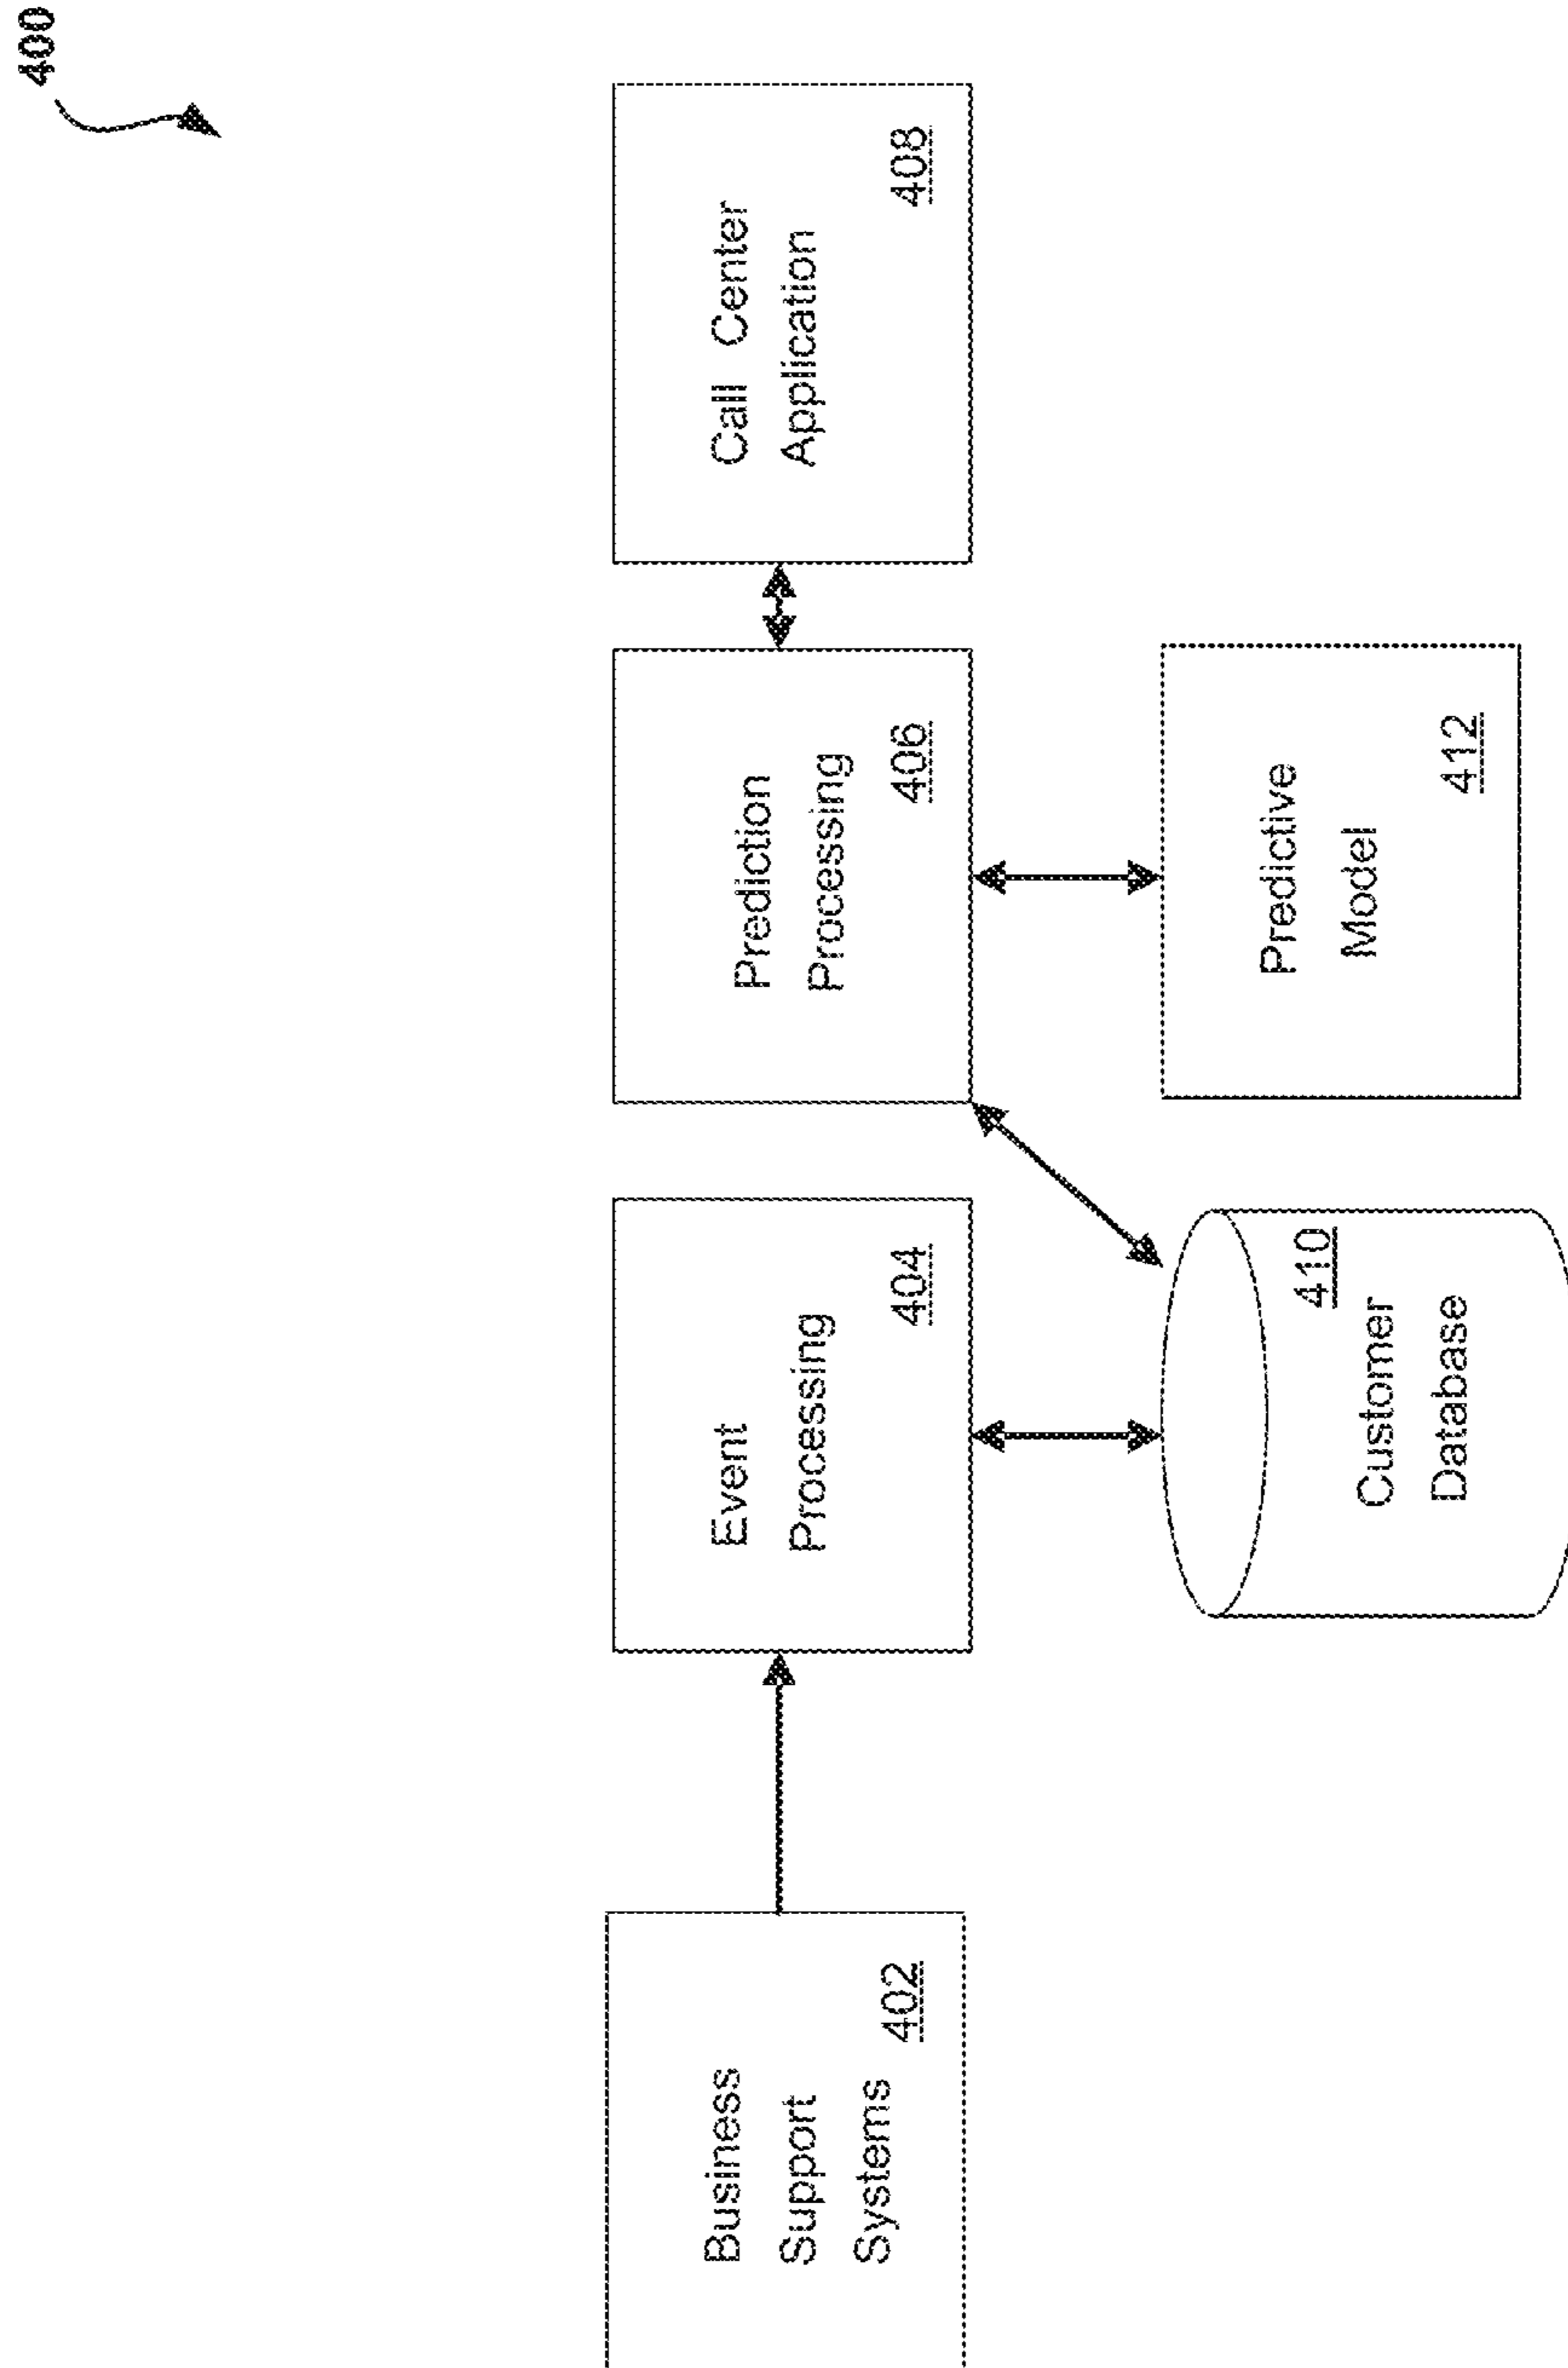 400
Business
Support
Systems
402
Event
Processing
404
Prediction
Processing
406
Call Center
Application
408
410
Customer
Database
Predictive
Model
412